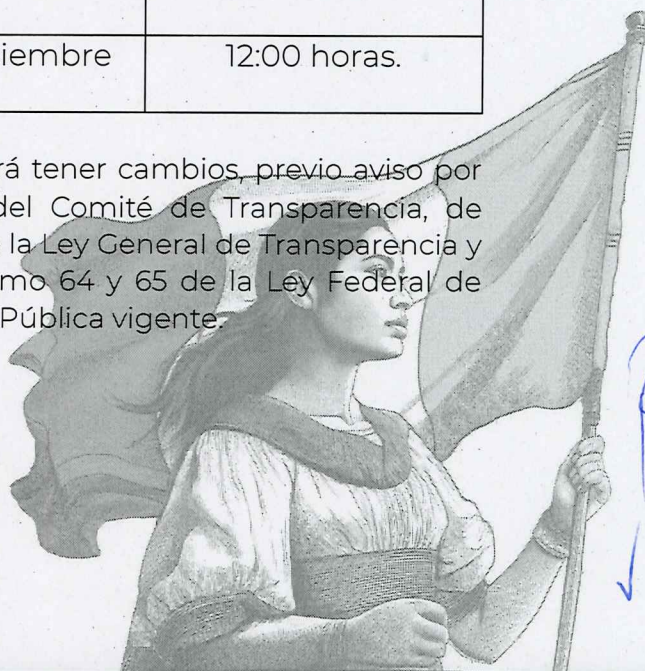 iembre 12:00 horas.
rá tener cambios, previo aviso por
del Comité de Transparencia, de
la Ley General de Transparencia y
mo 64 y 65 de la Ley Federal de
Pública vigente.